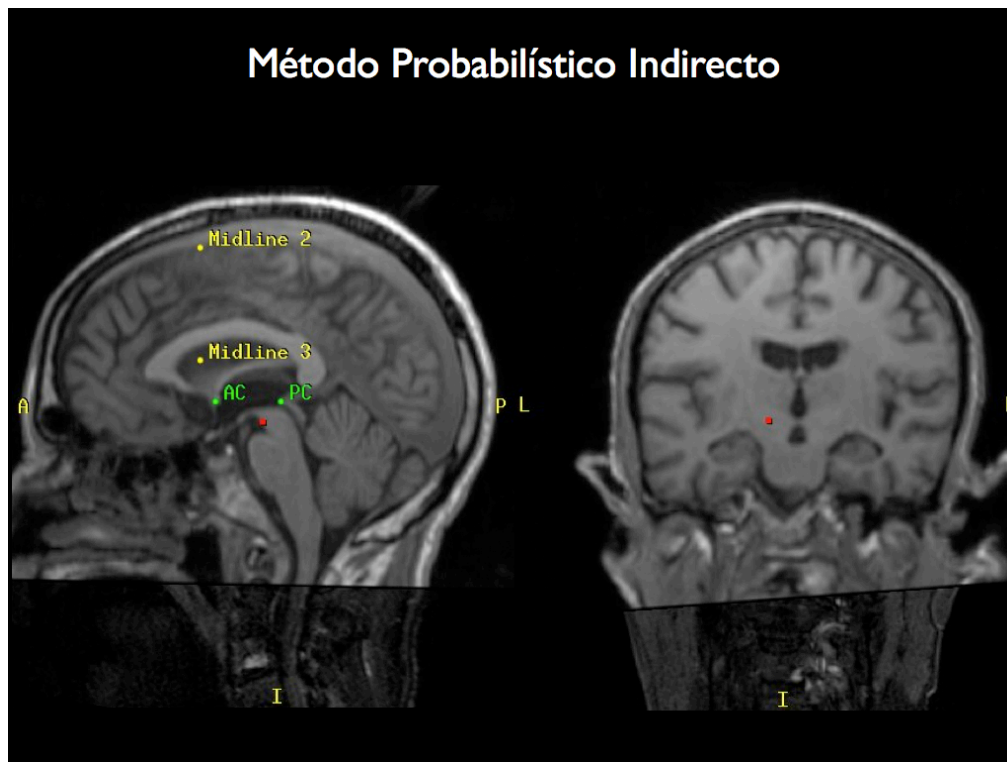 Método Probabilístico Indirecto
Midline 2
Midline 3
AC PC
A
P L
I
I